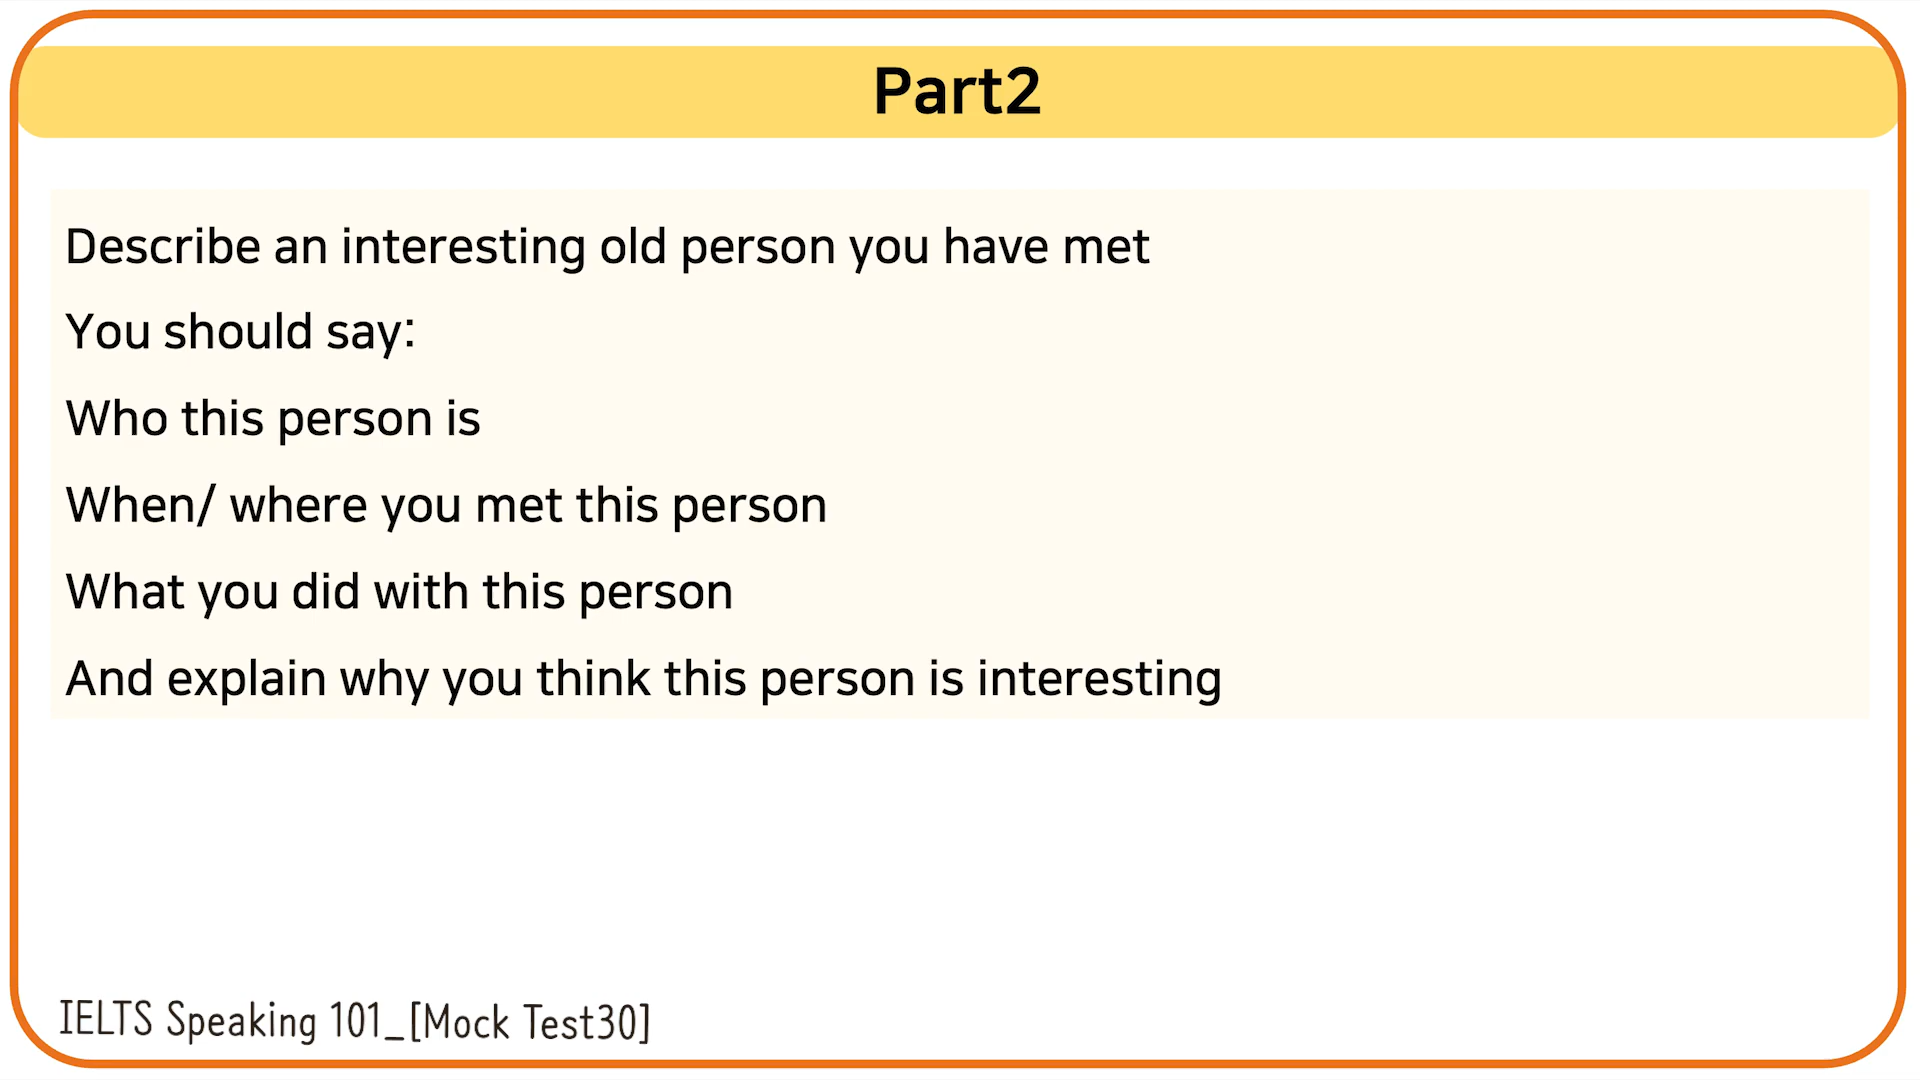 Part2
Describe an interesting old person you have met
You should say:
Who this person is
When/ where you met this person
What you did with this person
And explain why you think this person is interesting
IELTS Speaking 101_[Mock Test30]